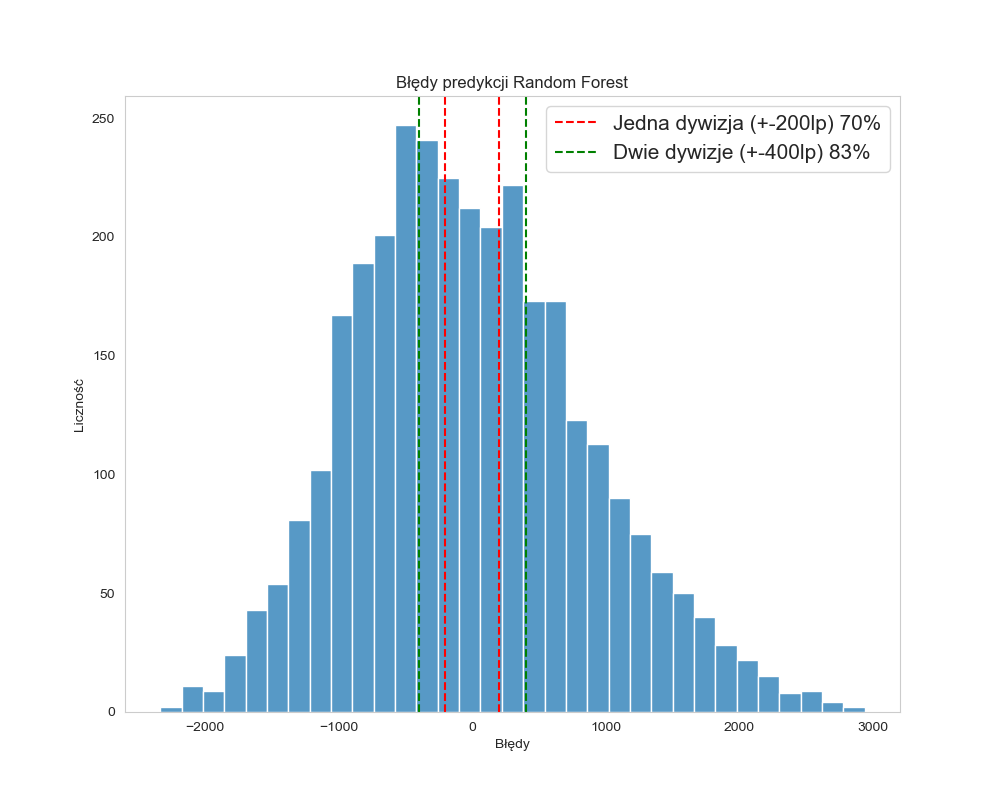 Błędy predykcji Random Forest
Jedna dywizja (+-200lp) 70%
Dwie dywizje (+-400lp) 83%
250
200
150
100
50
0
Liczność
−2000
−1000
0
1000
2000
3000
Błędy